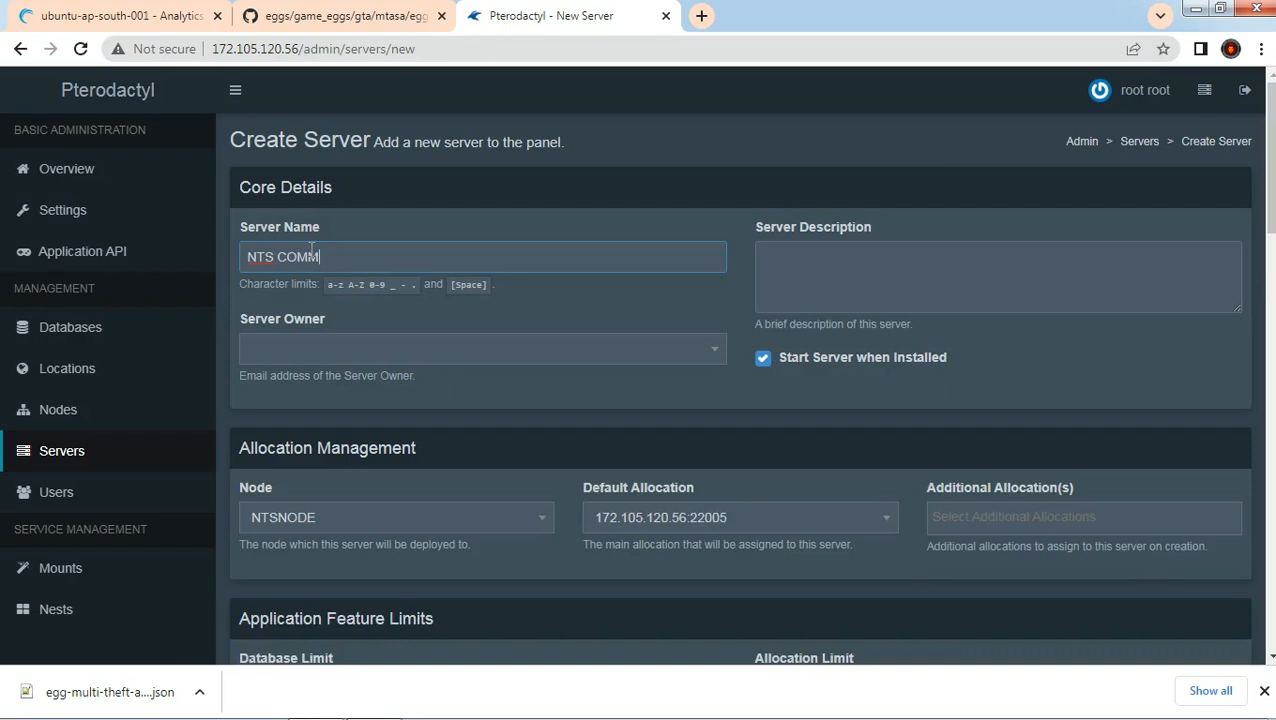 ubuntu-ap-south-001 - Analytics
eggs/game_eggs/gta/mtasa/egg
Pterodactyl - New Server
Not secure
172.105.120.56/admin/servers/new
Pterodactyl
root root
BASIC ADMINISTRATION
Overview
Settings
Application API
MANAGEMENT
Databases
Locations
Nodes
Servers
Users
SERVICE MANAGEMENT
Mounts
Nests
Create Server Add a new server to the panel.
Admin > Servers > Create Server
Core Details
Server Name
NTS COMM
Character limits: a-z A-Z 0-9 _ - . and [Space] .
Server Owner
Email address of the Server Owner.
Server Description
A brief description of this server.
Start Server when Installed
Allocation Management
Node
NTSNODE
The node which this server will be deployed to.
Default Allocation
172.105.120.56:22005
The main allocation that will be assigned to this server.
Additional Allocation(s)
Select Additional Allocations
Additional allocations to assign to this server on creation.
Application Feature Limits
Database Limit
Allocation Limit
egg-multi-theft-a....json
Show all